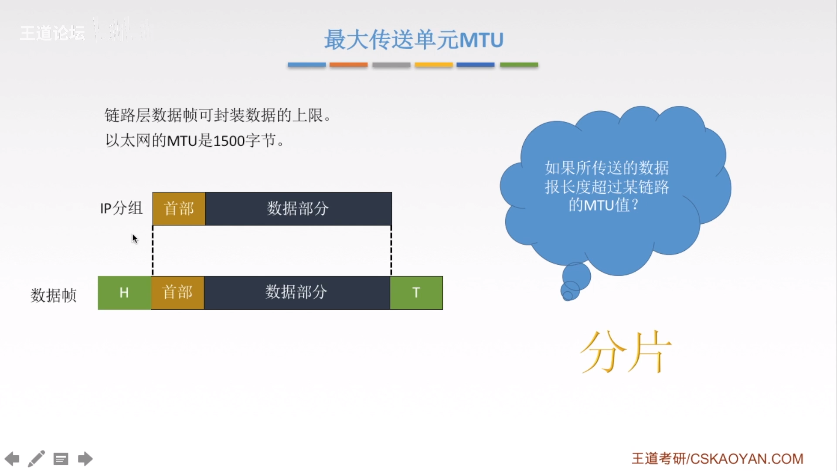 王道论坛
最大传送单元MTU
链路层数据帧可封装数据的上限。
以太网的MTU是1500字节。
如果所传送的数据
报长度超过某链路
的MTU值？
IP分组
首部
数据部分
数据帧
H
首部
数据部分
T
分片
王道考研/CSKAOYAN.COM